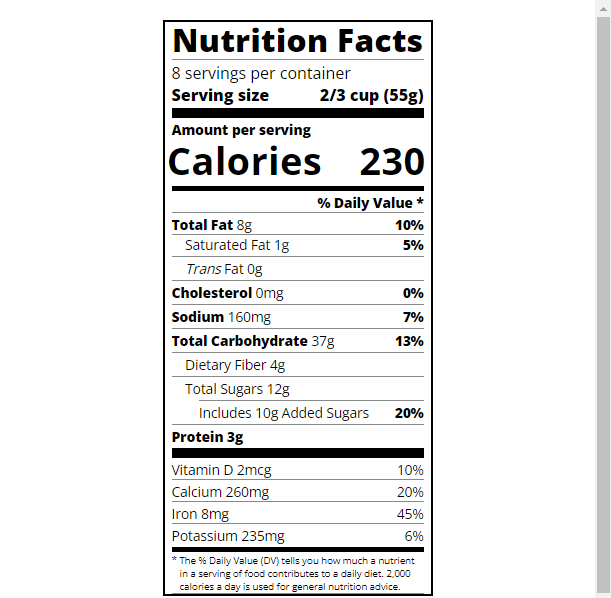 Nutrition Facts
8 servings per container
Serving size 2/3 cup (55g)
Amount per serving
Calories 230
% Daily Value *
Total Fat 8g 10%
Saturated Fat 1g 5%
Trans Fat 0g
Cholesterol 0mg 0%
Sodium 160mg 7%
Total Carbohydrate 37g 13%
Dietary Fiber 4g
Total Sugars 12g
Includes 10g Added Sugars 20%
Protein 3g
Vitamin D 2mcg 10%
Calcium 260mg 20%
Iron 8mg 45%
Potassium 235mg 6%
* The % Daily Value (DV) tells you how much a nutrient
in a serving of food contributes to a daily diet. 2,000
calories a day is used for general nutrition advice.